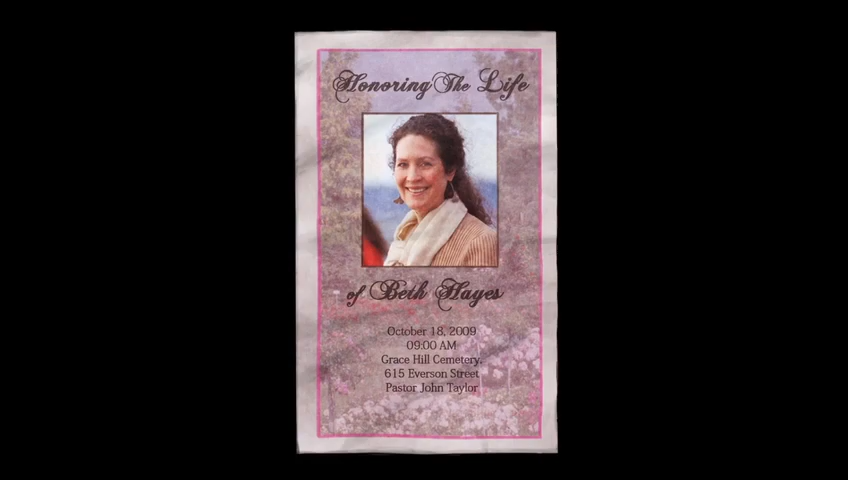 Honoring The Life
of Beth Hayes
October 18, 2009
09:00 AM
Grace Hill Cemetery.
615 Everson Street
Pastor John Taylor